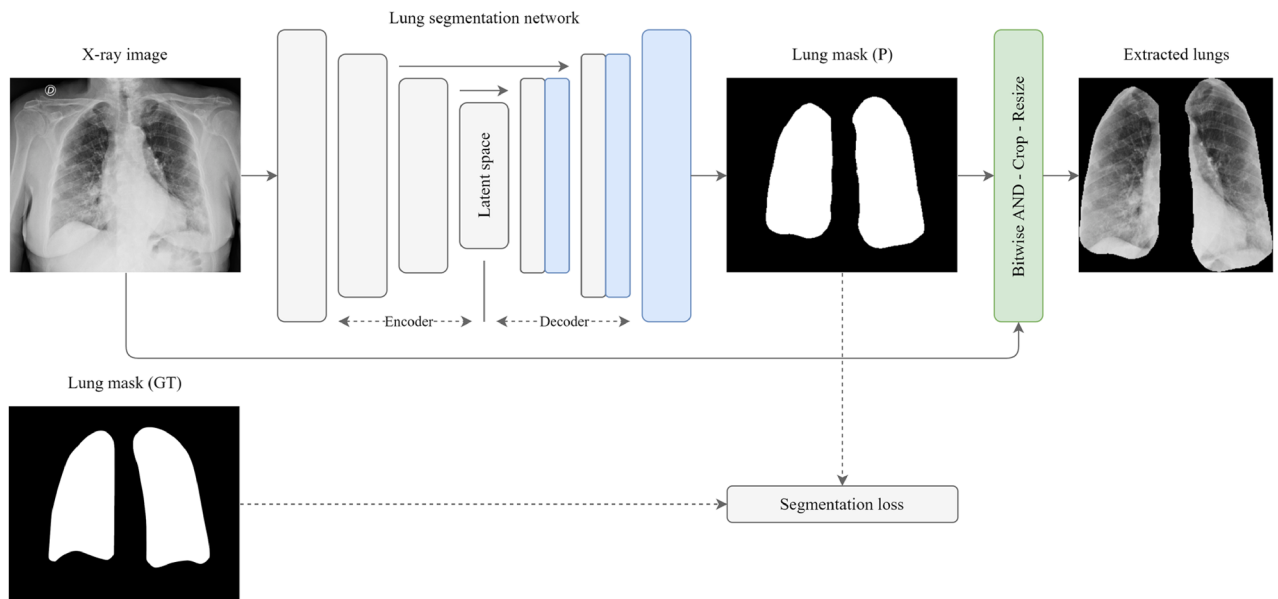 Lung segmentation network
X-ray image
Lung mask (P)
Extracted lungs
D
Latent space
Bitwise AND - Crop - Resize
Encoder
Decoder
Lung mask (GT)
Segmentation loss